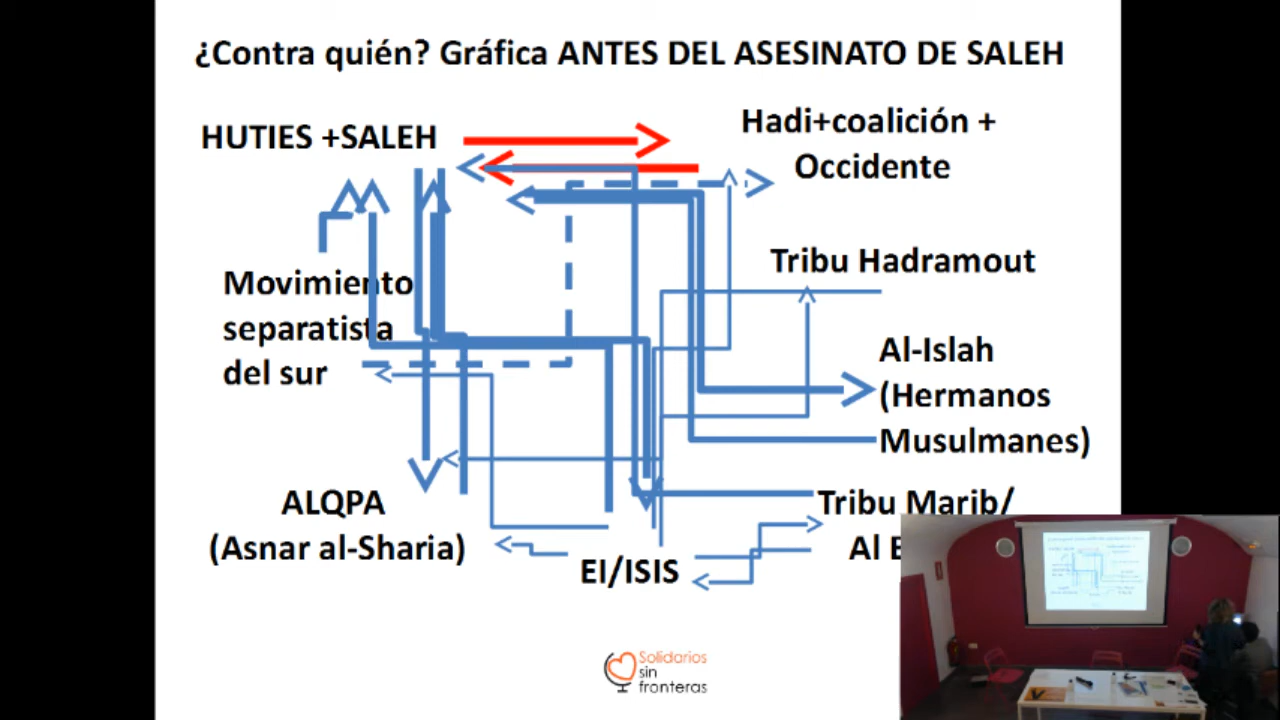 ¿Contra quién? Gráfica ANTES DEL ASESINATO DE SALEH
HUTIES +SALEH
Hadi+coalición +
Occidente
Tribu Hadramout
Movimiento
separatista
del sur
Al-Islah
(Hermanos
Musulmanes)
ALQPA
(Asnar al-Sharia)
EI/ISIS
Tribu Marib/
Al
Solidarios
sin
fronteras